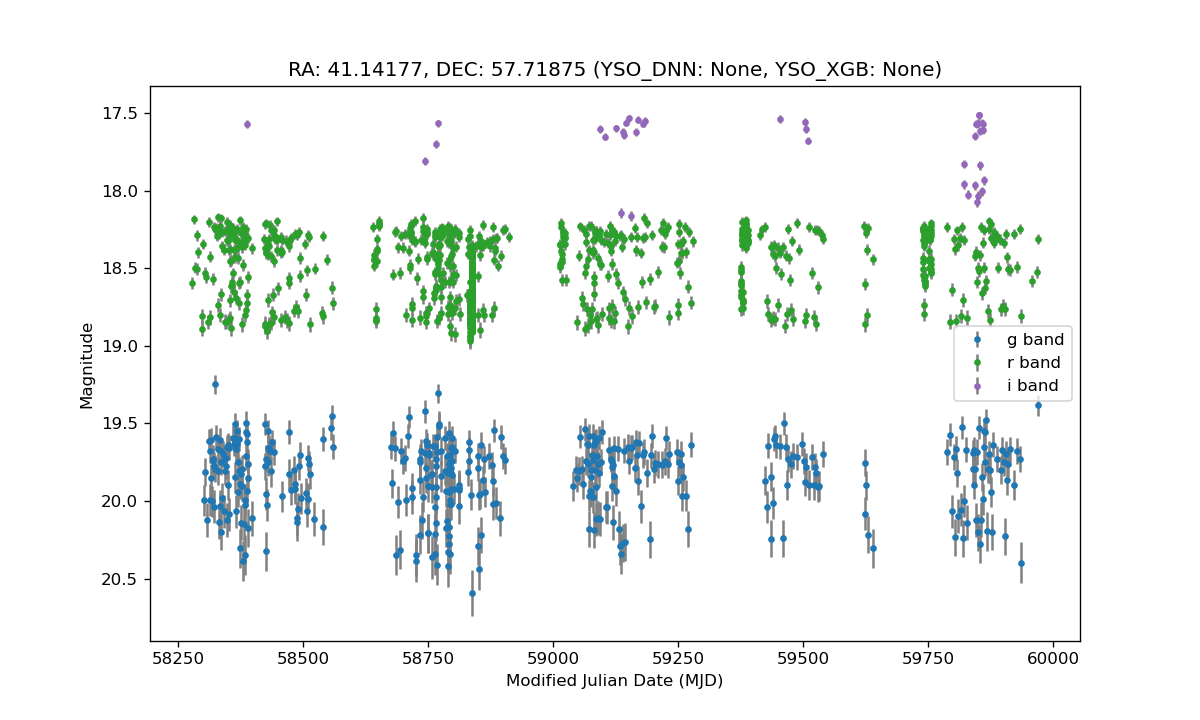 RA: 41.14177, DEC: 57.71875 (YSO_DNN: None, YSO_XGB: None)
17.5
18.0
18.5
19.0
19.5
20.0
20.5
Magnitude
g band
r band
i band
58250
58500
58750
59000
59250
59500
59750
60000
Modified Julian Date (MJD)